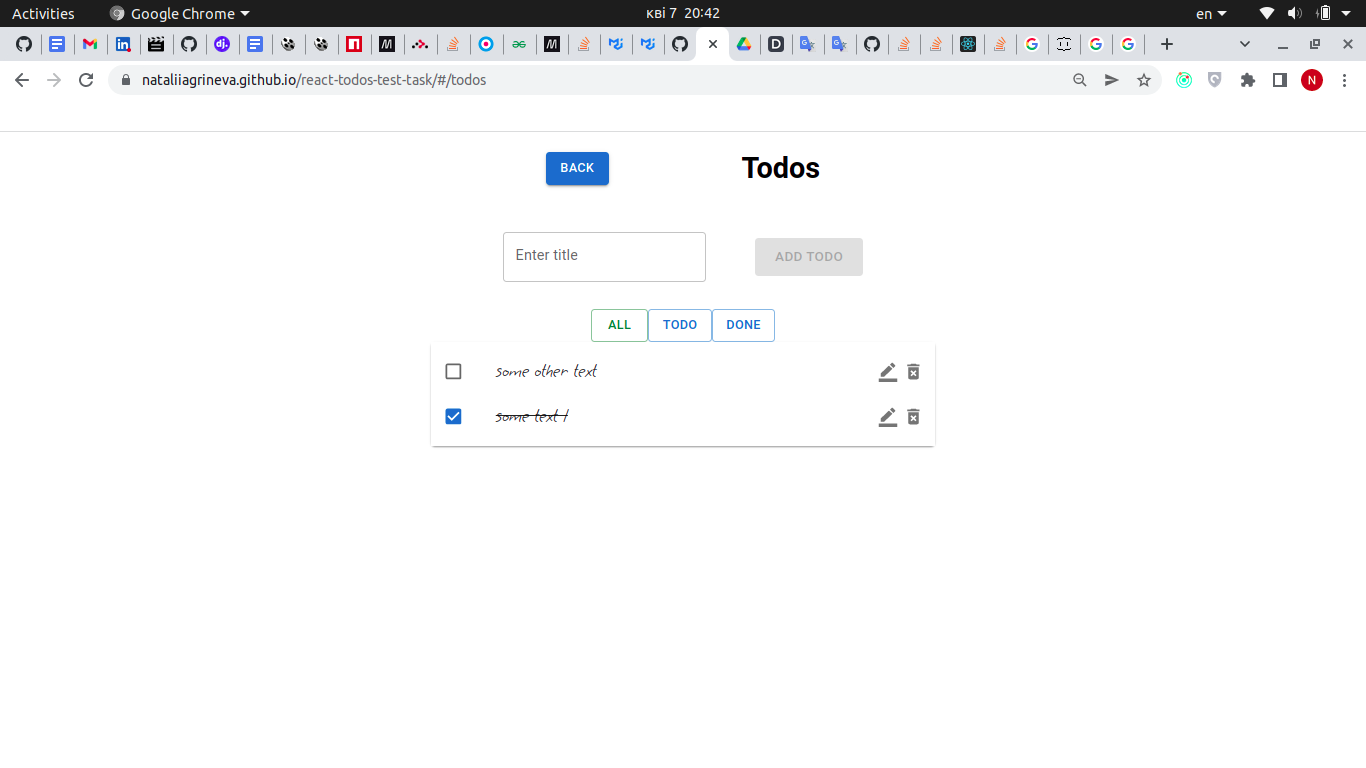 Activities Google Chrome кві 7 20:42 en
nataliiagrineva.github.io/react-todos-test-task/#/todos N
BACK Todos
Enter title ADD TODO
ALL TODO DONE
some other text
some text 1